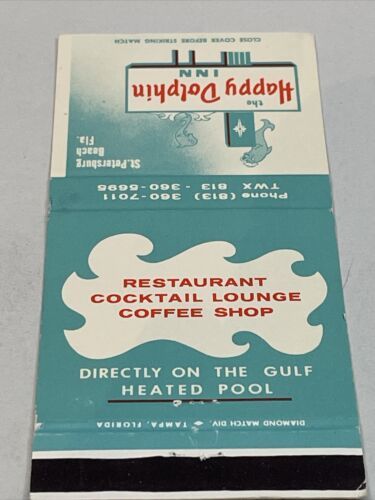 CLOSE COVER BEFORE STRIKING MATCH
the
Happy Dolphin
INN
St. Petersburg
Beach
Fla.
Phone (813) 360-7011
TWX 813 - 360-5695
RESTAURANT
COCKTAIL LOUNGE
COFFEE SHOP
DIRECTLY ON THE GULF
HEATED POOL
DIAMOND MATCH DIV. TAMPA, FLORIDA